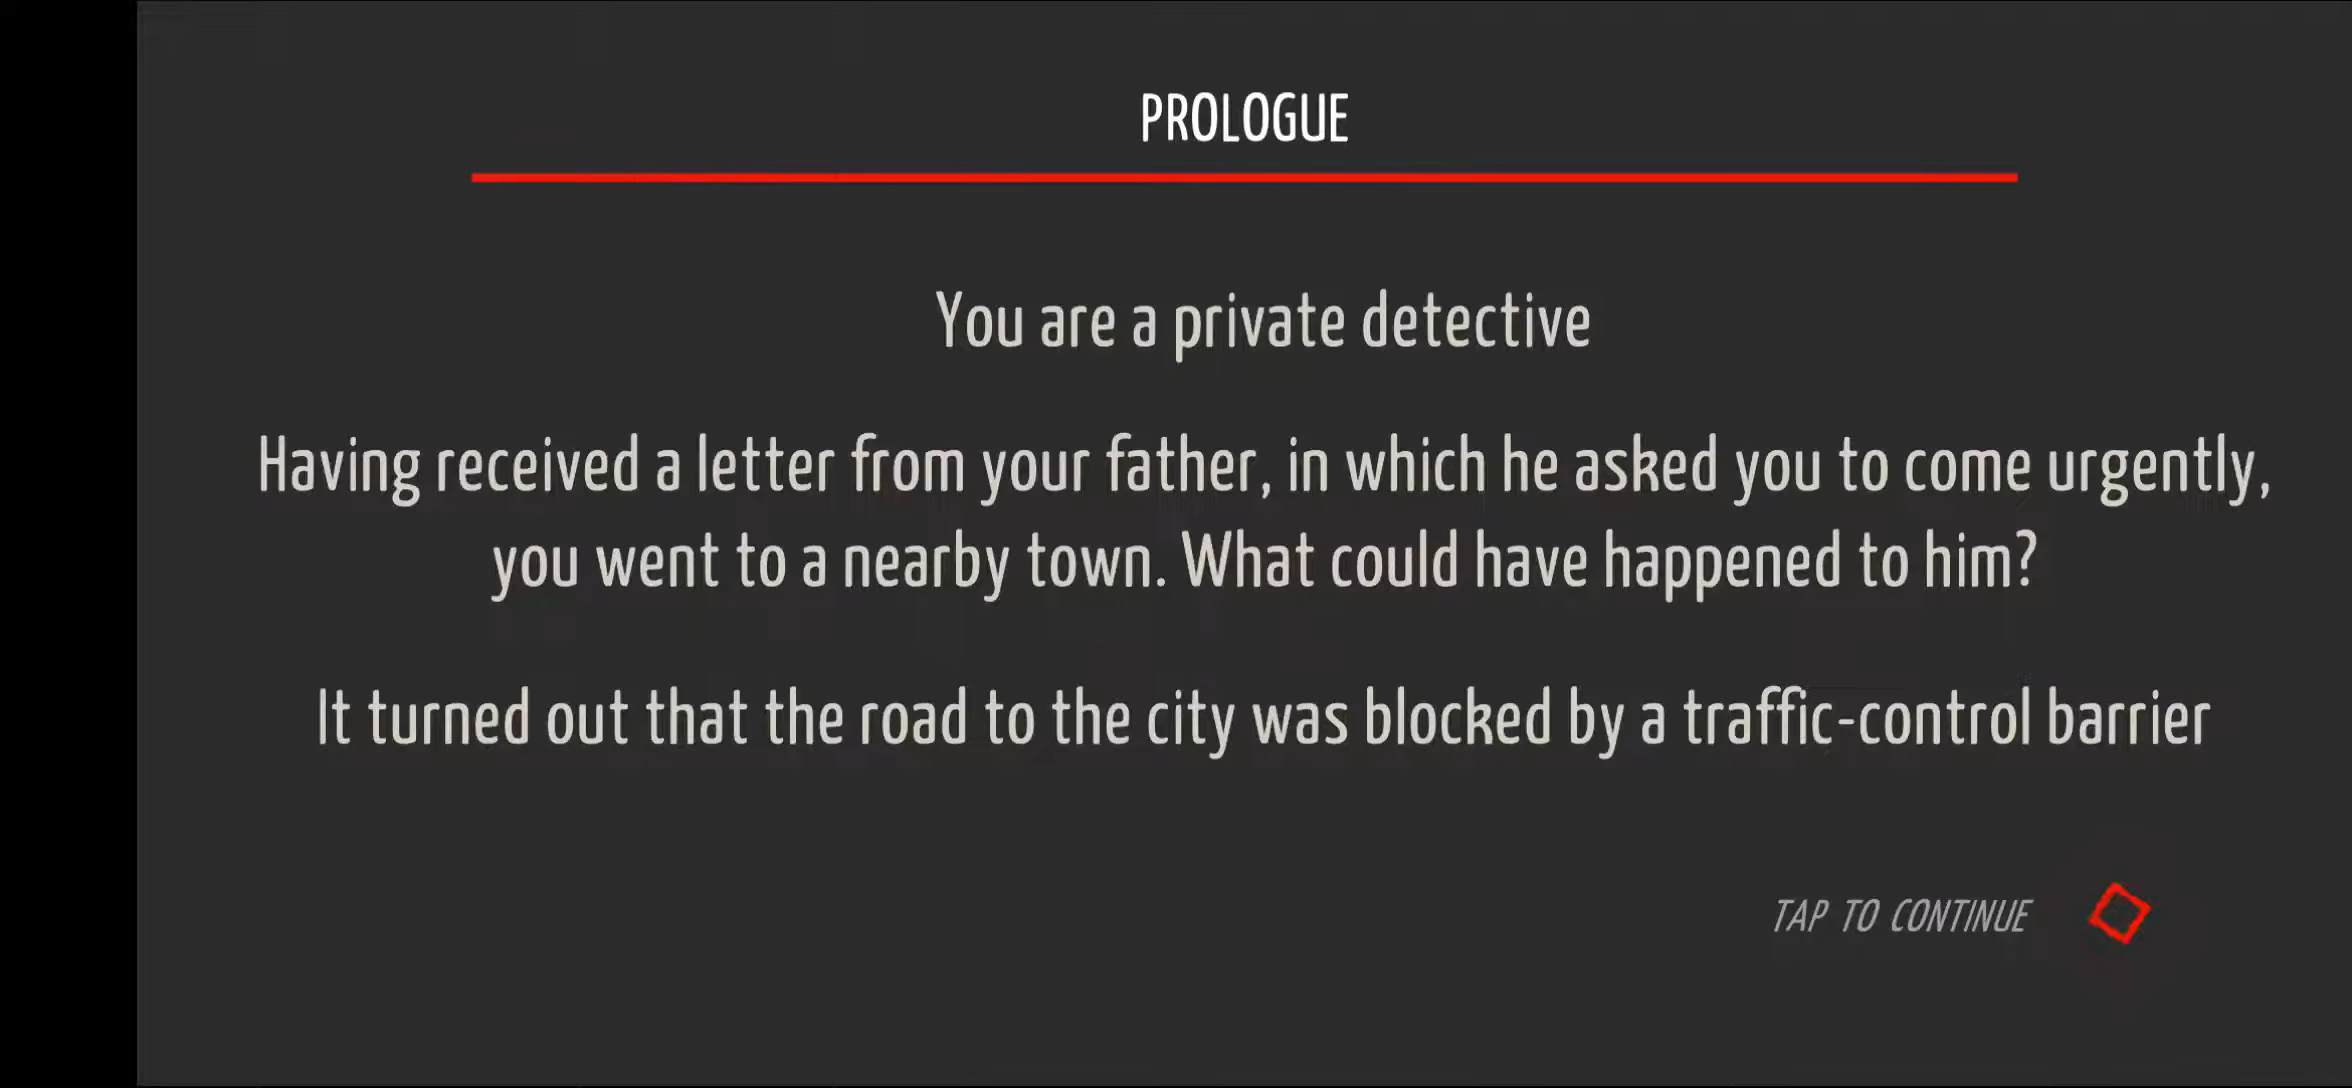 PROLOGUE
You are a private detective
Having received a letter from your father, in which he asked you to come urgently,
you went to a nearby town. What could have happened to him?
It turned out that the road to the city was blocked by a traffic-control barrier
TAP TO CONTINUE